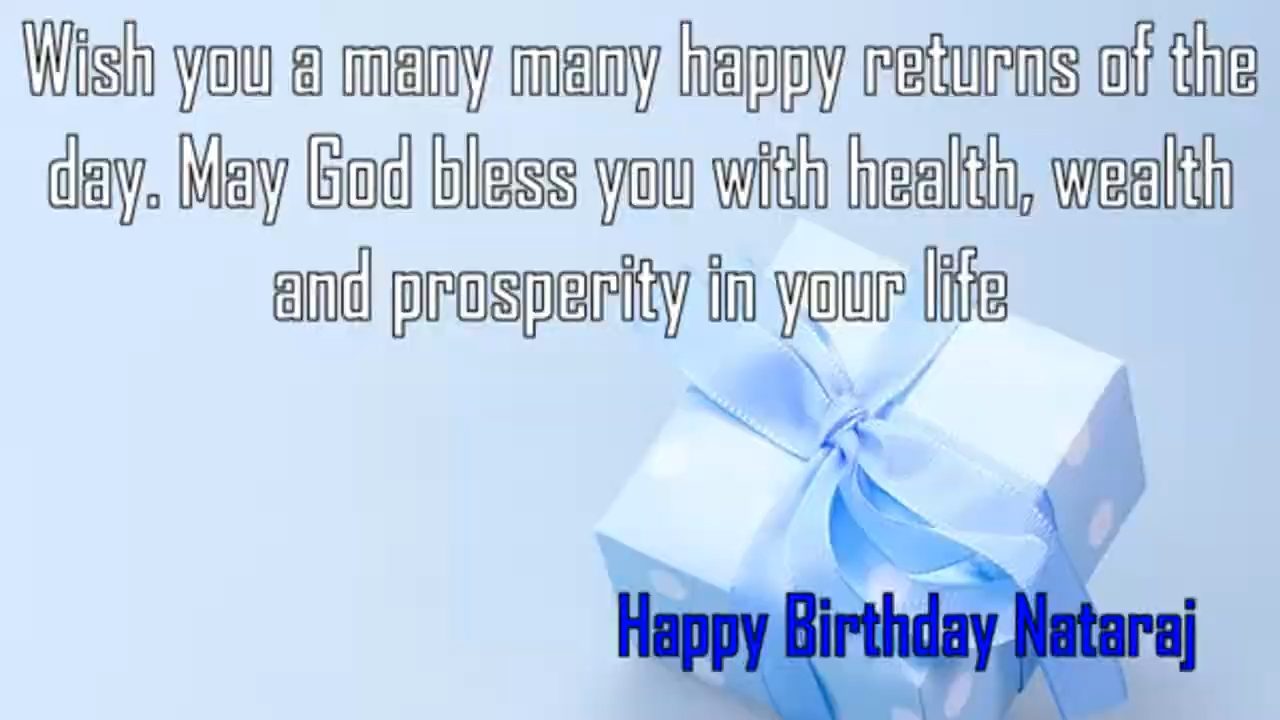 Wish you a many many happy returns of the
day. May God bless you with health, wealth
and prosperity in your life
Happy Birthday Nataraj